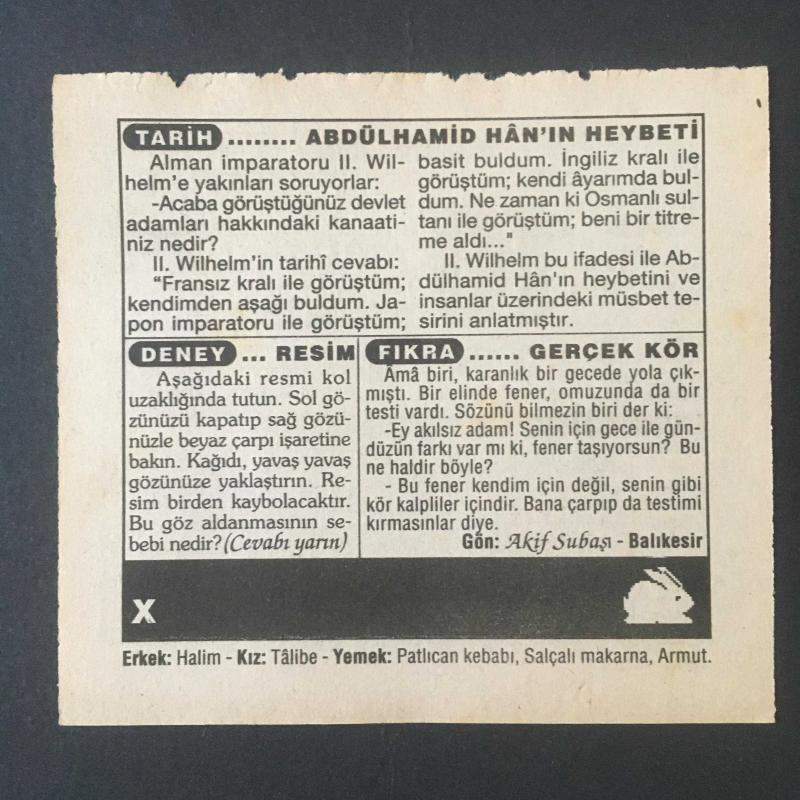 TARİH ........ ABDÜLHAMİD HÂN'IN HEYBETİ
Alman imparatoru II. Wil-
helm'e yakınları soruyorlar:
-Acaba görüştüğünüz devlet
adamları hakkındaki kanaati-
niz nedir?
II. Wilhelm'in tarihî cevabı:
"Fransız kralı ile görüştüm;
kendimden aşağı buldum. Ja-
pon imparatoru ile görüştüm;
basit buldum. İngiliz kralı ile
görüştüm; kendi âyarımda bul-
dum. Ne zaman ki Osmanlı sul-
tanı ile görüştüm; beni bir titre-
me aldı..."
II. Wilhelm bu ifadesi ile Ab-
dülhamid Hân'ın heybetini ve
insanlar üzerindeki müsbet te-
sirini anlatmıştır.
DENEY ... RESİM
Aşağıdaki resmi kol
uzaklığında tutun. Sol gö-
zünüzü kapatıp sağ gözü-
nüzle beyaz çarpı işaretine
bakın. Kağıdı, yavaş yavaş
gözünüze yaklaştırın. Re-
sim birden kaybolacaktır.
Bu göz aldanmasının se-
bebi nedir? (Cevabı yarın)
FIKRA ...... GERÇEK KÖR
Âmâ biri, karanlık bir gecede yola çık-
mıştı. Bir elinde fener, omuzunda da bir
testi vardı. Sözünü bilmezin biri der ki:
-Ey akılsız adam! Senin için gece ile gün-
düzün farkı var mı ki, fener taşıyorsun? Bu
ne haldir böyle?
- Bu fener kendim için değil, senin gibi
kör kalpliler içindir. Bana çarpıp da testimi
kırmasınlar diye.
Gön: Akif Subaşı - Balıkesir
X
Erkek: Halim - Kız: Tâlibe - Yemek: Patlıcan kebabı, Salçalı makarna, Armut.